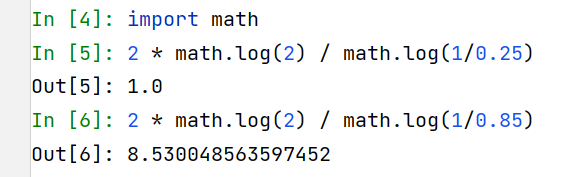 In [4]: import math
In [5]: 2 * math.log(2) / math.log(1/0.25)
Out[5]: 1.0
In [6]: 2 * math.log(2) / math.log(1/0.85)
Out[6]: 8.530048563597452